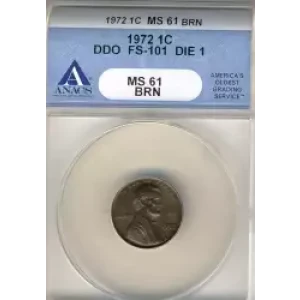 1972 1C MS 61 BRN
1972 1C
DDO FS-101 DIE 1
ANACS
MS 61
BRN
AMERICA'S
OLDEST
GRADING
SERVICE